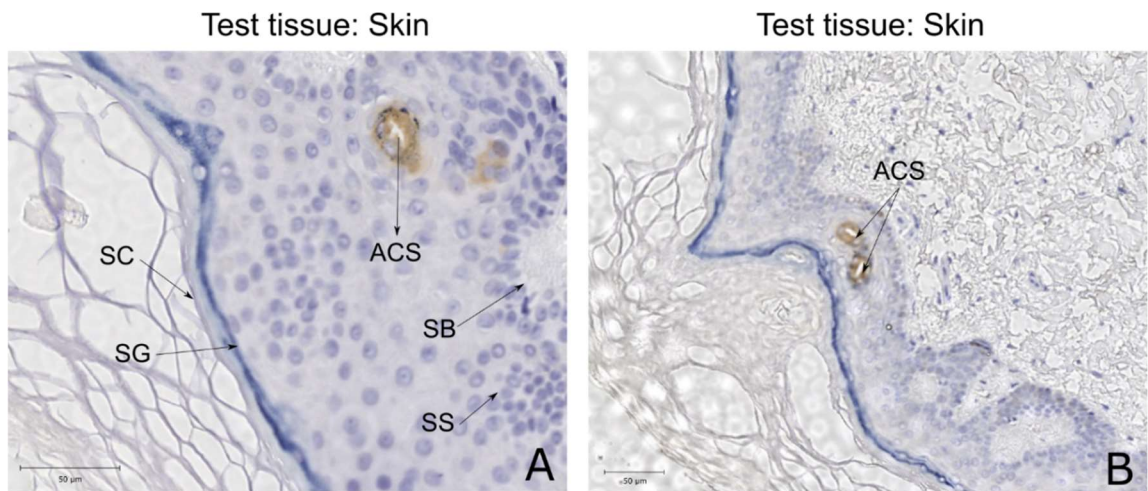 Test tissue: Skin
Test tissue: Skin
ACS
ACS
SC
SB
SG
SS
50 µm
A
50 µm
B